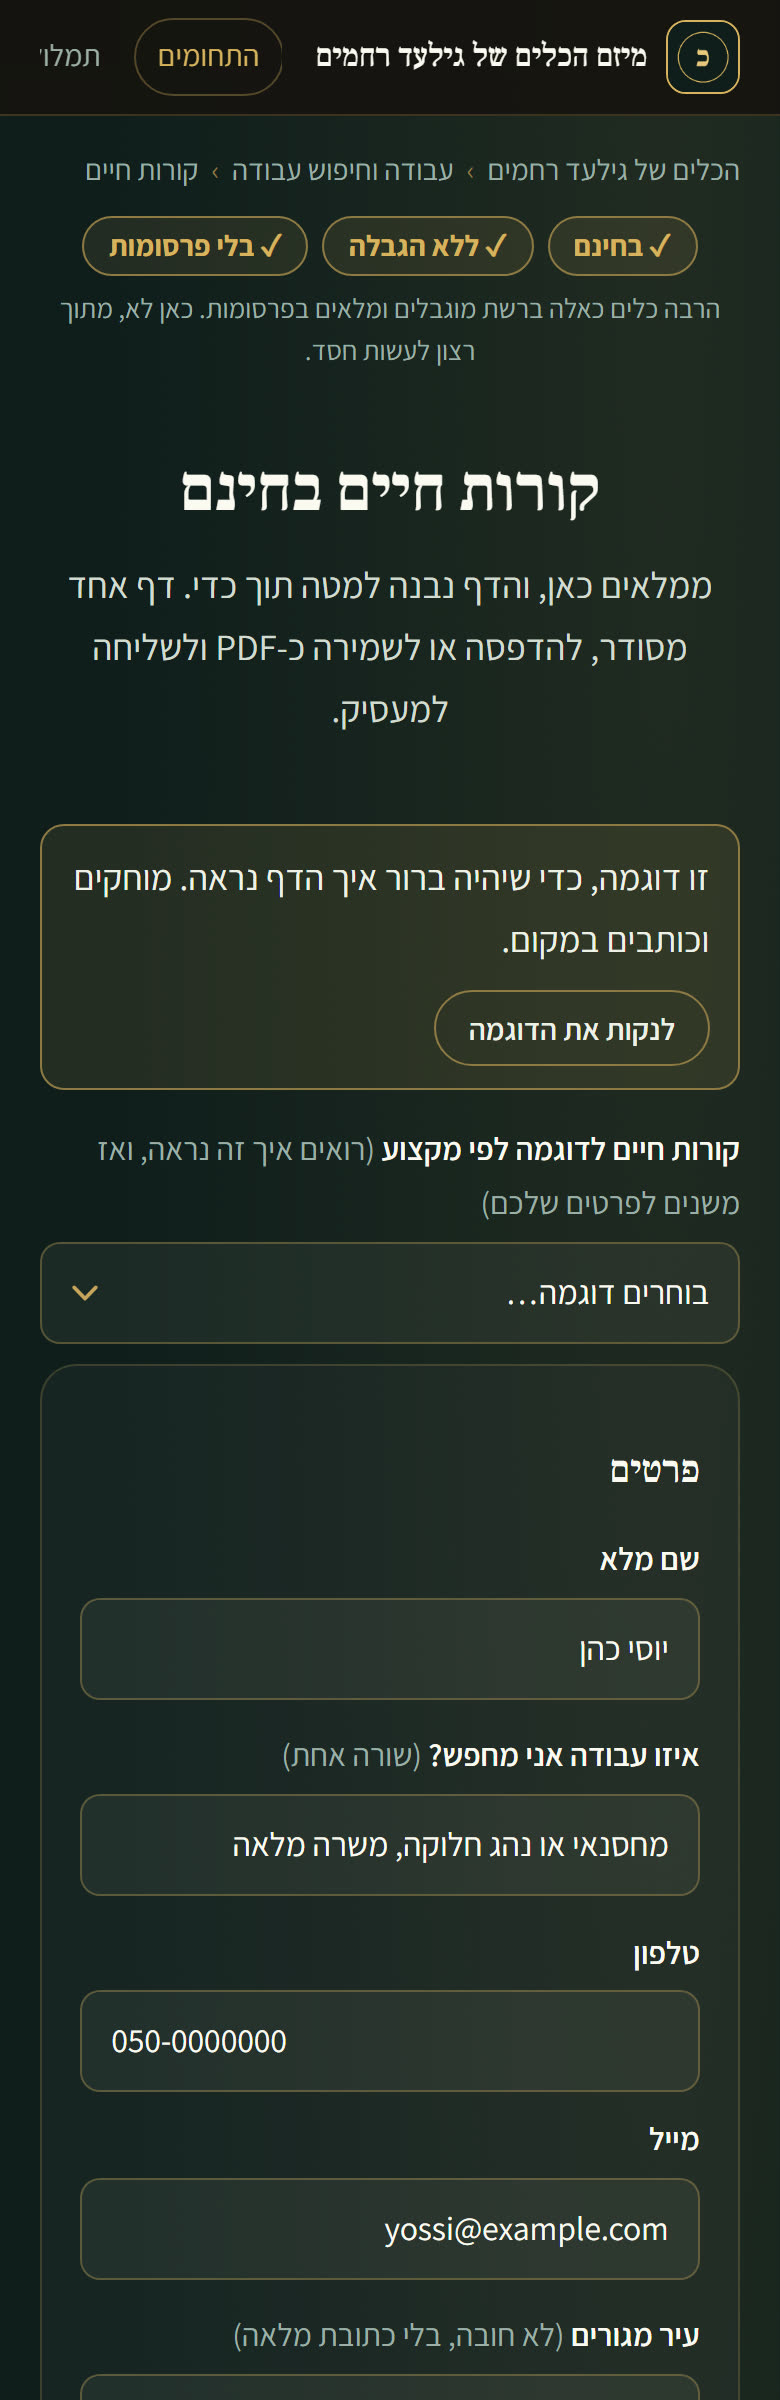 כ
מיזם הכלים של גילעד רחמים
התחומים
הכלים של גילעד רחמים › עבודה וחיפוש עבודה › קורות חיים
✓ בחינם
✓ ללא הגבלה
✓ בלי פרסומות
הרבה כלים כאלה ברשת מוגבלים ומלאים בפרסומות. כאן לא, מתוך
רצון לעשות חסד.
קורות חיים בחינם
ממלאים כאן, והדף נבנה למטה תוך כדי. דף אחד
מסודר, להדפסה או לשמירה כ-PDF ולשליחה
למעסיק.
זו דוגמה, כדי שיהיה ברור איך הדף נראה. מוחקים
וכותבים במקום.
לנקות את הדוגמה
קורות חיים לדוגמה לפי מקצוע (רואים איך זה נראה, ואז
משנים לפרטים שלכם)
בוחרים דוגמה...
פרטים
שם מלא
יוסי כהן
איזו עבודה אני מחפש? (שורה אחת)
מחסנאי או נהג חלוקה, משרה מלאה
טלפון
050-0000000
מייל
yossi@example.com
עיר מגורים (לא חובה, בלי כתובת מלאה)